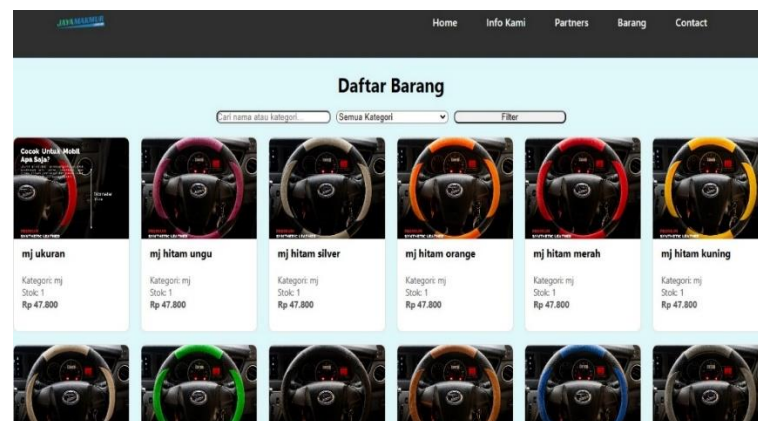 JAYA MAKMUR
Home Info Kami Partners Barang Contact
Daftar Barang
Cari nama atau kategori... Semua Kategori Filter
Cocok Untuk Mobil
Apa Saja?
mj ukuran
Kategori: mj
Stok: 1
Rp 47.800
mj hitam ungu
Kategori: mj
Stok: 1
Rp 47.800
mj hitam silver
Kategori: mj
Stok: 1
Rp 47.800
mj hitam orange
Kategori: mj
Stok: 1
Rp 47.800
mj hitam merah
Kategori: mj
Stok: 1
Rp 47.800
mj hitam kuning
Kategori: mj
Stok: 1
Rp 47.800